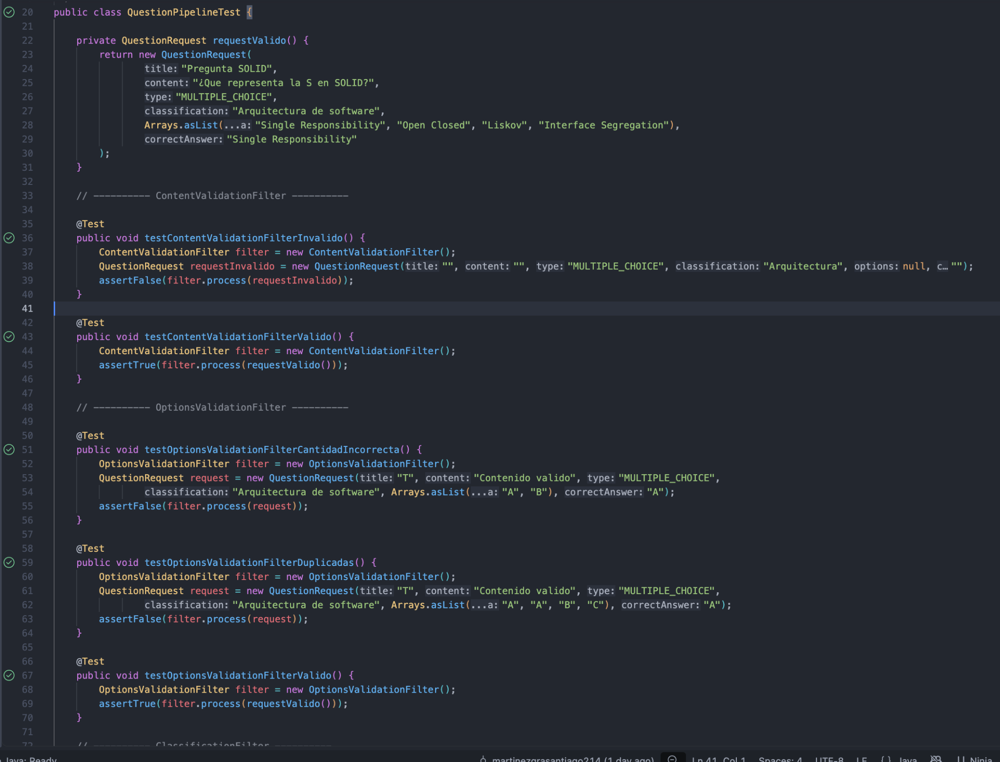 20 public class QuestionPipelineTest {
21
22 private QuestionRequest requestValido() {
23 return new QuestionRequest(
24 title: "Pregunta SOLID",
25 content: "¿Que representa la S en SOLID?",
26 type: "MULTIPLE_CHOICE",
27 classification: "Arquitectura de software",
28 Arrays.asList(...a: "Single Responsibility", "Open Closed", "Liskov", "Interface Segregation"),
29 correctAnswer: "Single Responsibility"
30 );
31 }
32
33 // ---------- ContentValidationFilter ----------
34
35 @Test
36 public void testContentValidationFilterInvalido() {
37 ContentValidationFilter filter = new ContentValidationFilter();
38 QuestionRequest requestInvalido = new QuestionRequest(title: "", content: "", type: "MULTIPLE_CHOICE", classification: "Arquitectura", options: null, c… "");
39 assertFalse(filter.process(requestInvalido));
40 }
41
42 @Test
43 public void testContentValidationFilterValido() {
44 ContentValidationFilter filter = new ContentValidationFilter();
45 assertTrue(filter.process(requestValido()));
46 }
47
48 // ---------- OptionsValidationFilter ----------
49
50 @Test
51 public void testOptionsValidationFilterCantidadIncorrecta() {
52 OptionsValidationFilter filter = new OptionsValidationFilter();
53 QuestionRequest request = new QuestionRequest(title: "T", content: "Contenido valido", type: "MULTIPLE_CHOICE",
54 classification: "Arquitectura de software", Arrays.asList(...a: "A", "B"), correctAnswer: "A");
55 assertFalse(filter.process(request));
56 }
57
58 @Test
59 public void testOptionsValidationFilterDuplicadas() {
60 OptionsValidationFilter filter = new OptionsValidationFilter();
61 QuestionRequest request = new QuestionRequest(title: "T", content: "Contenido valido", type: "MULTIPLE_CHOICE",
62 classification: "Arquitectura de software", Arrays.asList(...a: "A", "A", "B", "C"), correctAnswer: "A");
63 assertFalse(filter.process(request));
64 }
65
66 @Test
67 public void testOptionsValidationFilterValido() {
68 OptionsValidationFilter filter = new OptionsValidationFilter();
69 assertTrue(filter.process(requestValido()));
70 }
71
72 // ---------- ClassificationFilter ----------
Java: Ready martinezgrasantiago214 (1 day ago) Ln 41, Col 1 Spaces: 4 UTF-8 LF { } Java Ninja